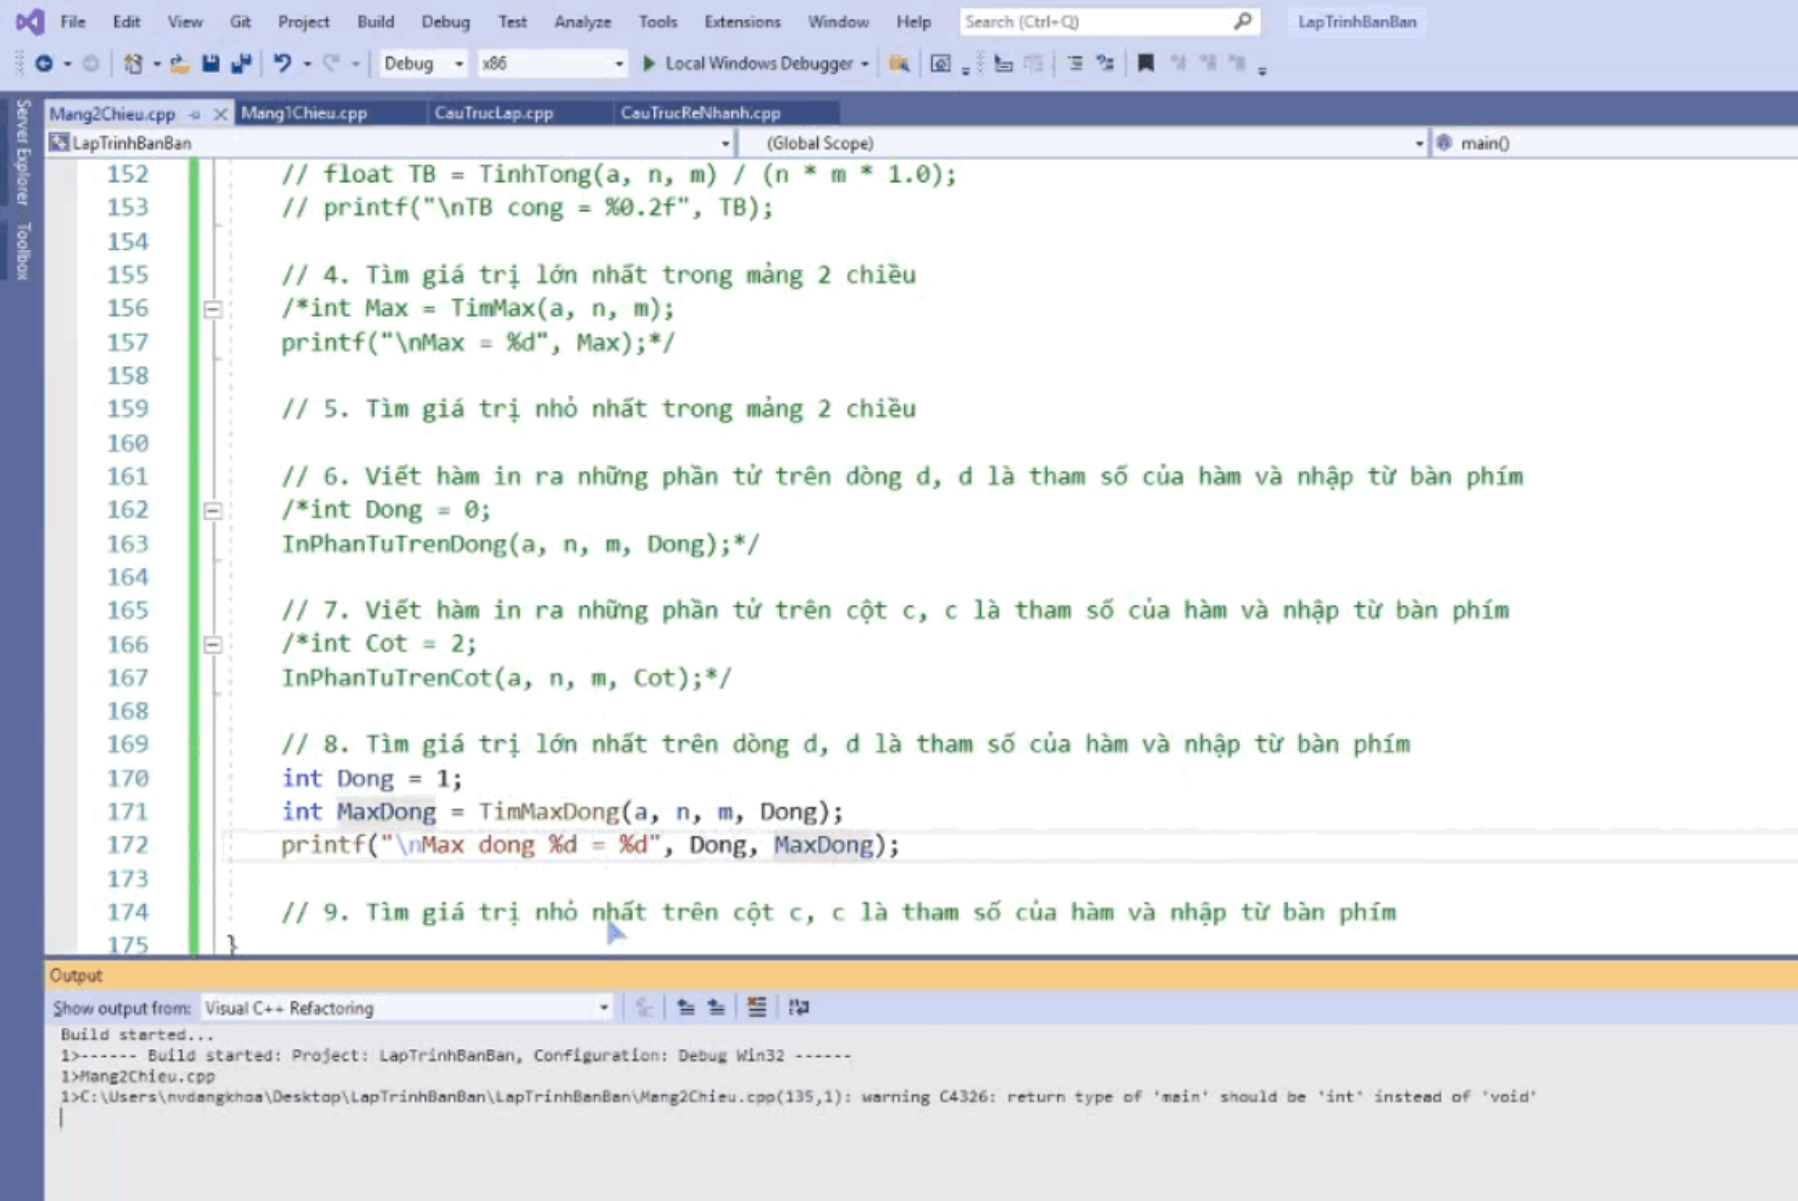 File Edit View Git Project Build Debug Test Analyze Tools Extensions Window Help Search (Ctrl+Q) LapTrinhBanBan
Debug x86 Local Windows Debugger
Server Explorer
Toolbox
Mang2Chieu.cpp Mang1Chieu.cpp CauTrucLap.cpp CauTrucReNhanh.cpp
LapTrinhBanBan (Global Scope) main()
152 // float TB = TinhTong(a, n, m) / (n * m * 1.0);
153 // printf("\nTB cong = %0.2f", TB);
154
155 // 4. Tìm giá trị lớn nhất trong mảng 2 chiều
156 /*int Max = TimMax(a, n, m);
157 printf("\nMax = %d", Max);*/
158
159 // 5. Tìm giá trị nhỏ nhất trong mảng 2 chiều
160
161 // 6. Viết hàm in ra những phần tử trên dòng d, d là tham số của hàm và nhập từ bàn phím
162 /*int Dong = 0;
163 InPhanTuTrenDong(a, n, m, Dong);*/
164
165 // 7. Viết hàm in ra những phần tử trên cột c, c là tham số của hàm và nhập từ bàn phím
166 /*int Cot = 2;
167 InPhanTuTrenCot(a, n, m, Cot);*/
168
169 // 8. Tìm giá trị lớn nhất trên dòng d, d là tham số của hàm và nhập từ bàn phím
170 int Dong = 1;
171 int MaxDong = TimMaxDong(a, n, m, Dong);
172 printf("\nMax dong %d = %d", Dong, MaxDong);
173
174 // 9. Tìm giá trị nhỏ nhất trên cột c, c là tham số của hàm và nhập từ bàn phím
175 }
Output
Show output from: Visual C++ Refactoring
Build started...
1>------ Build started: Project: LapTrinhBanBan, Configuration: Debug Win32 ------
1>Mang2Chieu.cpp
1>C:\Users\nvdangkhoa\Desktop\LapTrinhBanBan\LapTrinhBanBan\Mang2Chieu.cpp(135,1): warning C4326: return type of 'main' should be 'int' instead of 'void'